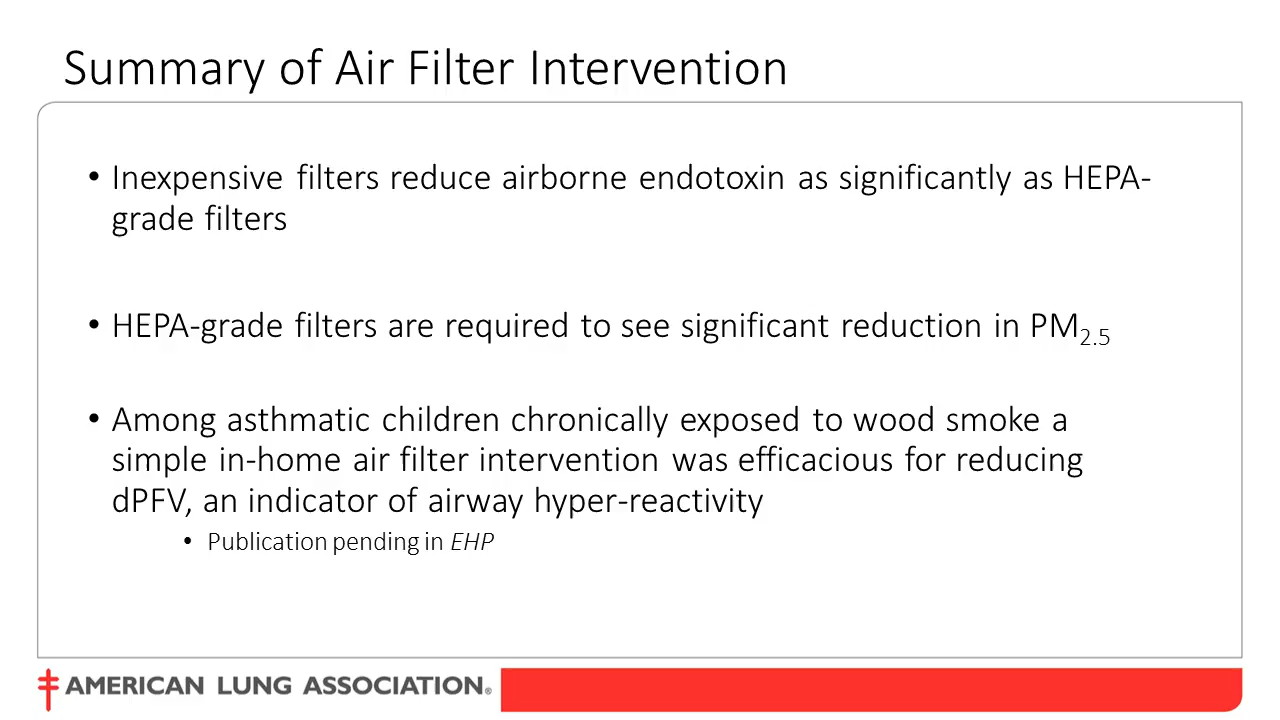 Summary of Air Filter Intervention
• Inexpensive filters reduce airborne endotoxin as significantly as HEPA-
grade filters
• HEPA-grade filters are required to see significant reduction in PM2.5
• Among asthmatic children chronically exposed to wood smoke a
simple in-home air filter intervention was efficacious for reducing
dPFV, an indicator of airway hyper-reactivity
• Publication pending in EHP
AMERICAN LUNG ASSOCIATION®